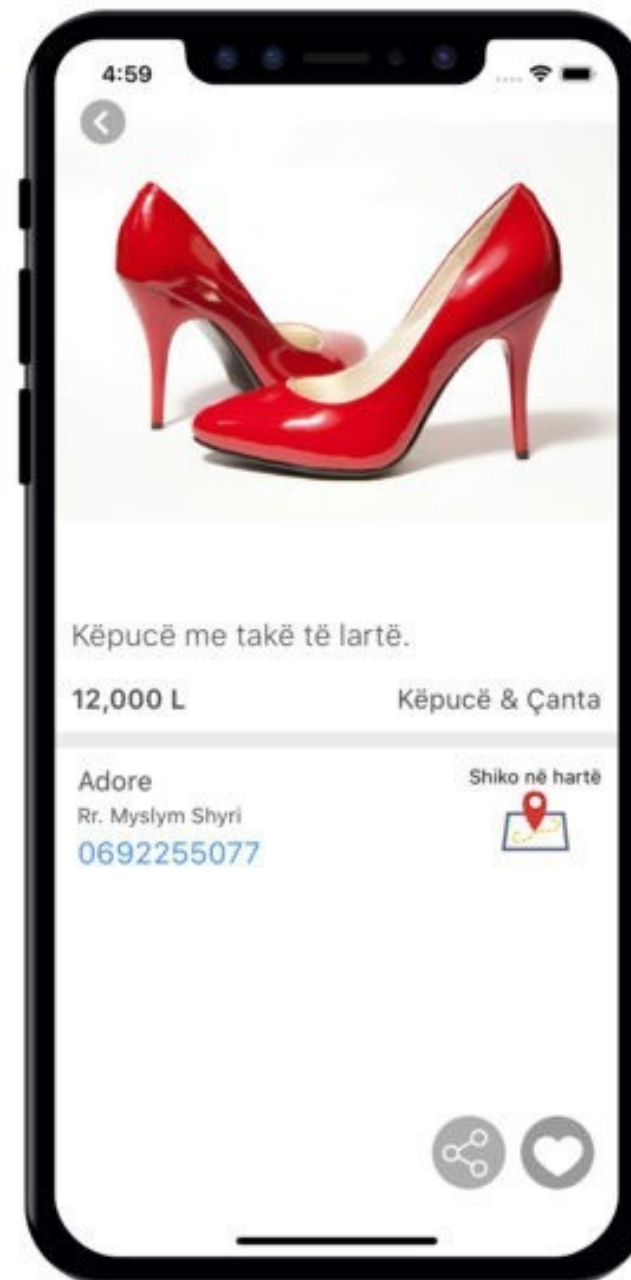 4:59
Këpucë me takë të lartë.
12,000 L
Këpucë & Çanta
Adore
Shiko në hartë
Rr. Myslym Shyri
0692255077